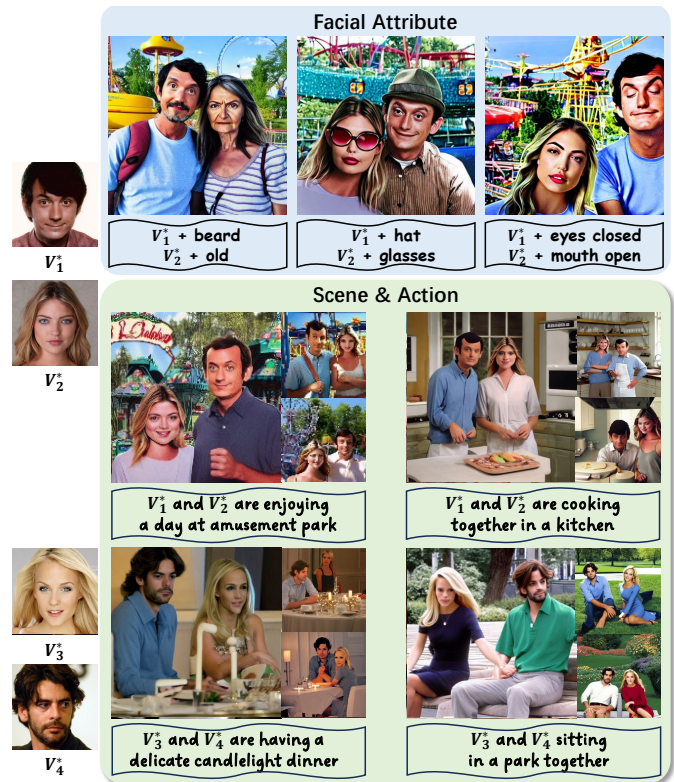 Facial Attribute
V₁* + beard
V₂* + old
V₁* + hat
V₂* + glasses
V₁* + eyes closed
V₂* + mouth open
V₁*
V₂*
Scene & Action
V₁* and V₂* are enjoying
a day at amusement park
V₁* and V₂* are cooking
together in a kitchen
V₃*
V₄*
V₃* and V₄* are having a
delicate candlelight dinner
V₃* and V₄* sitting
in a park together